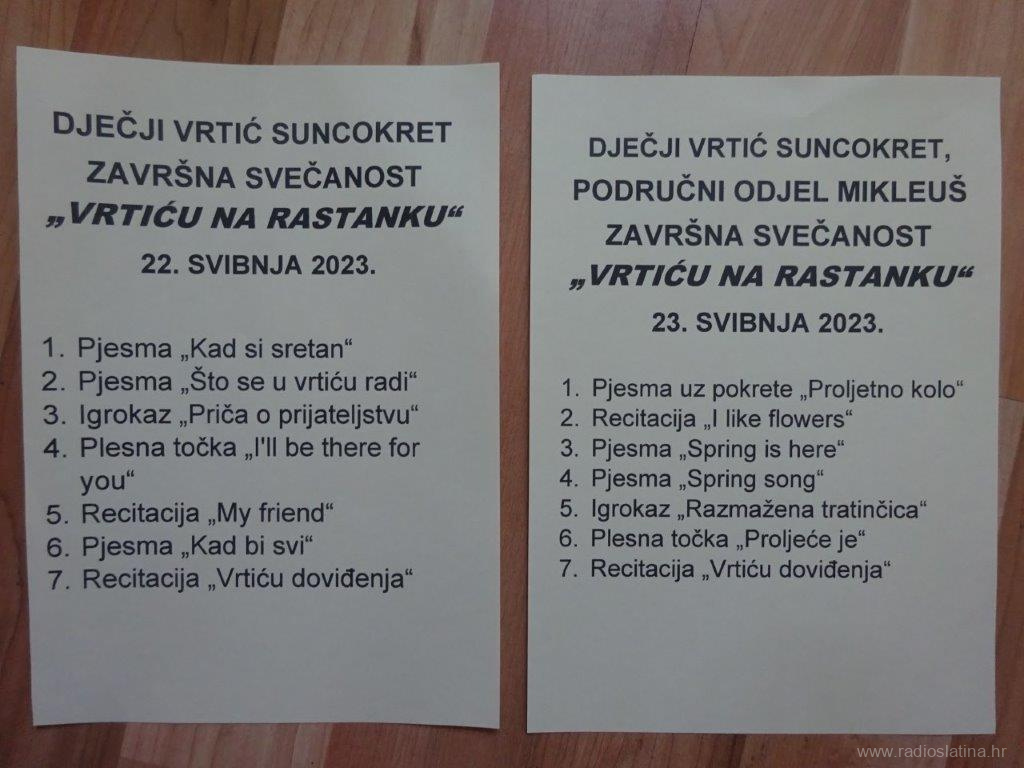 DJEČJI VRTIĆ SUNCOKRET
ZAVRŠNA SVEČANOST
„VRTIĆU NA RASTANKU“
22. SVIBNJA 2023.
1. Pjesma „Kad si sretan“
2. Pjesma „Što se u vrtiću radi“
3. Igrokaz „Priča o prijateljstvu“
4. Plesna točka „I'll be there for
you“
5. Recitacija „My friend“
6. Pjesma „Kad bi svi“
7. Recitacija „Vrtiću doviđenja“
DJEČJI VRTIĆ SUNCOKRET,
PODRUČNI ODJEL MIKLEUŠ
ZAVRŠNA SVEČANOST
„VRTIĆU NA RASTANKU“
23. SVIBNJA 2023.
1. Pjesma uz pokrete „Proljetno kolo“
2. Recitacija „I like flowers“
3. Pjesma „Spring is here“
4. Pjesma „Spring song“
5. Igrokaz „Razmažena tratinčica“
6. Plesna točka „Proljeće je“
7. Recitacija „Vrtiću doviđenja“
www.radioslatina.hr